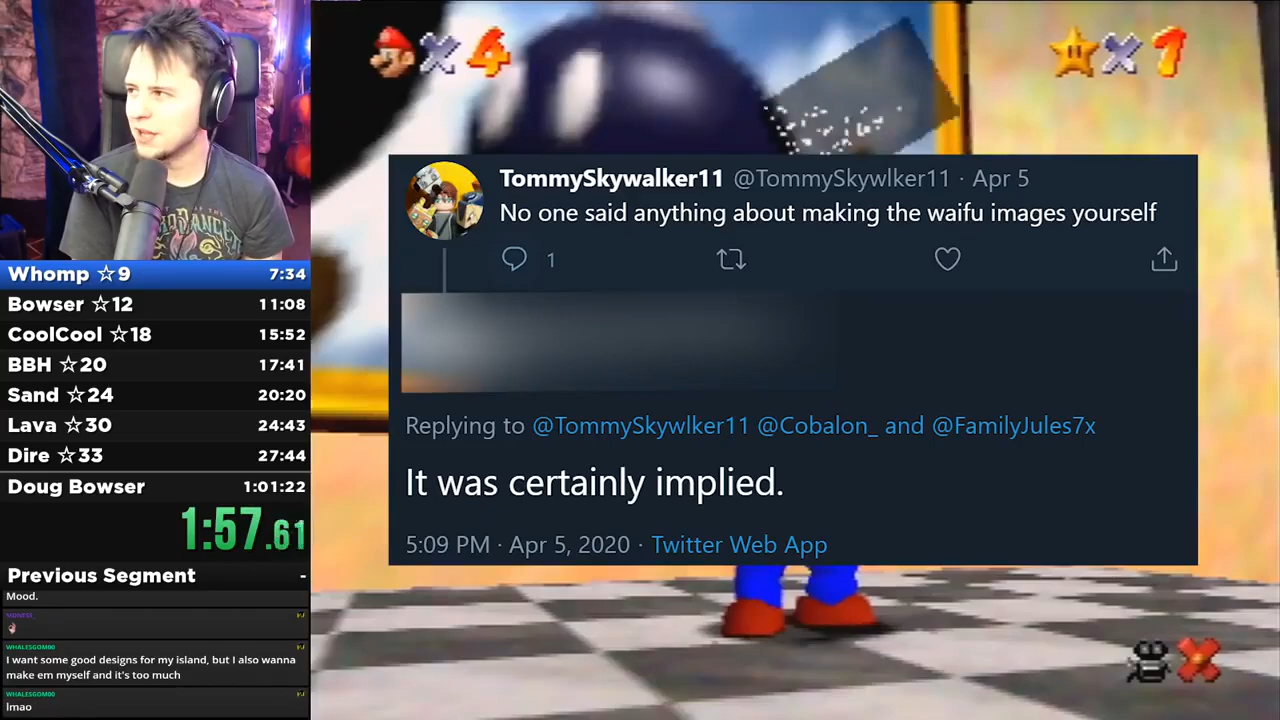 x 4
x 1
TommySkywalker11 @TommySkywlker11 · Apr 5
No one said anything about making the waifu images yourself
1
Replying to @TommySkywlker11 @Cobalon_ and @FamilyJules7x
It was certainly implied.
5:09 PM · Apr 5, 2020 · Twitter Web App
Whomp ☆9 7:34
Bowser ☆12 11:08
CoolCool ☆18 15:52
BBH ☆20 17:41
Sand ☆24 20:20
Lava ☆30 24:43
Dire ☆33 27:44
Doug Bowser 1:01:22
1:57.61
Previous Segment -
Mood.
WHALESGOM00
I want some good designs for my island, but I also wanna
make em myself and it's too much
WHALESGOM00
lmao